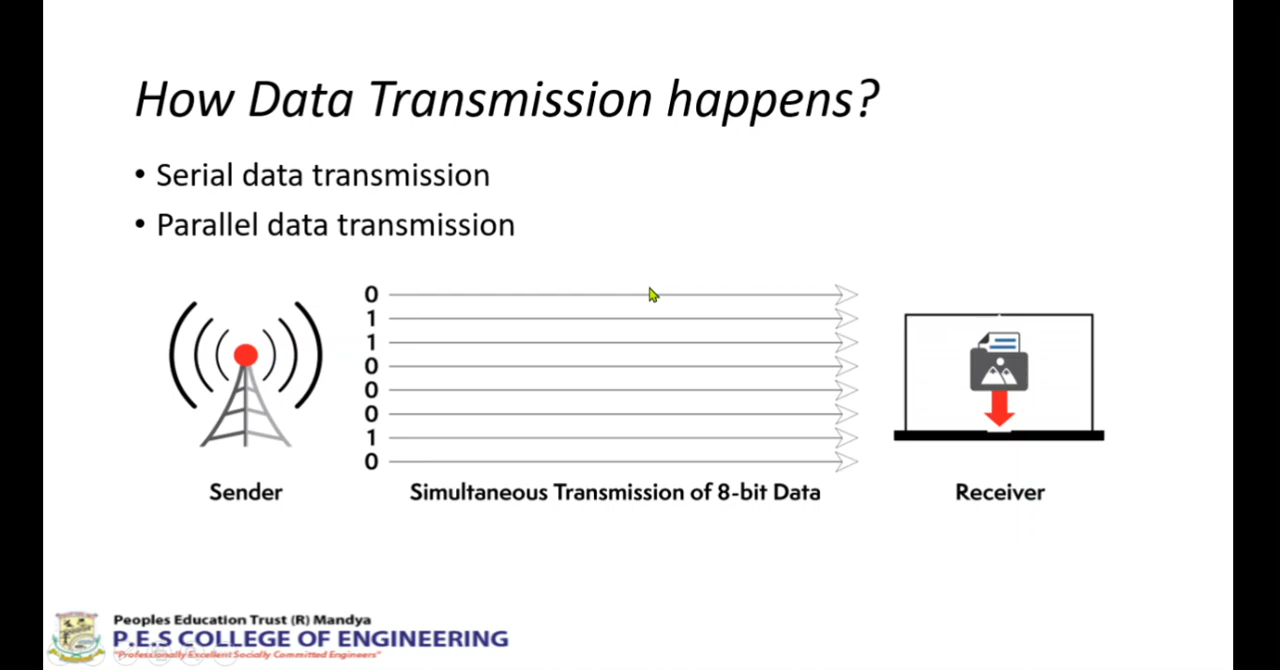 How Data Transmission happens?
• Serial data transmission
• Parallel data transmission
0
1
1
0
0
0
1
0
Sender
Simultaneous Transmission of 8-bit Data
Receiver
Peoples Education Trust (R) Mandya
P.E.S COLLEGE OF ENGINEERING
"Professionally Excellent Socially Committed Engineers"